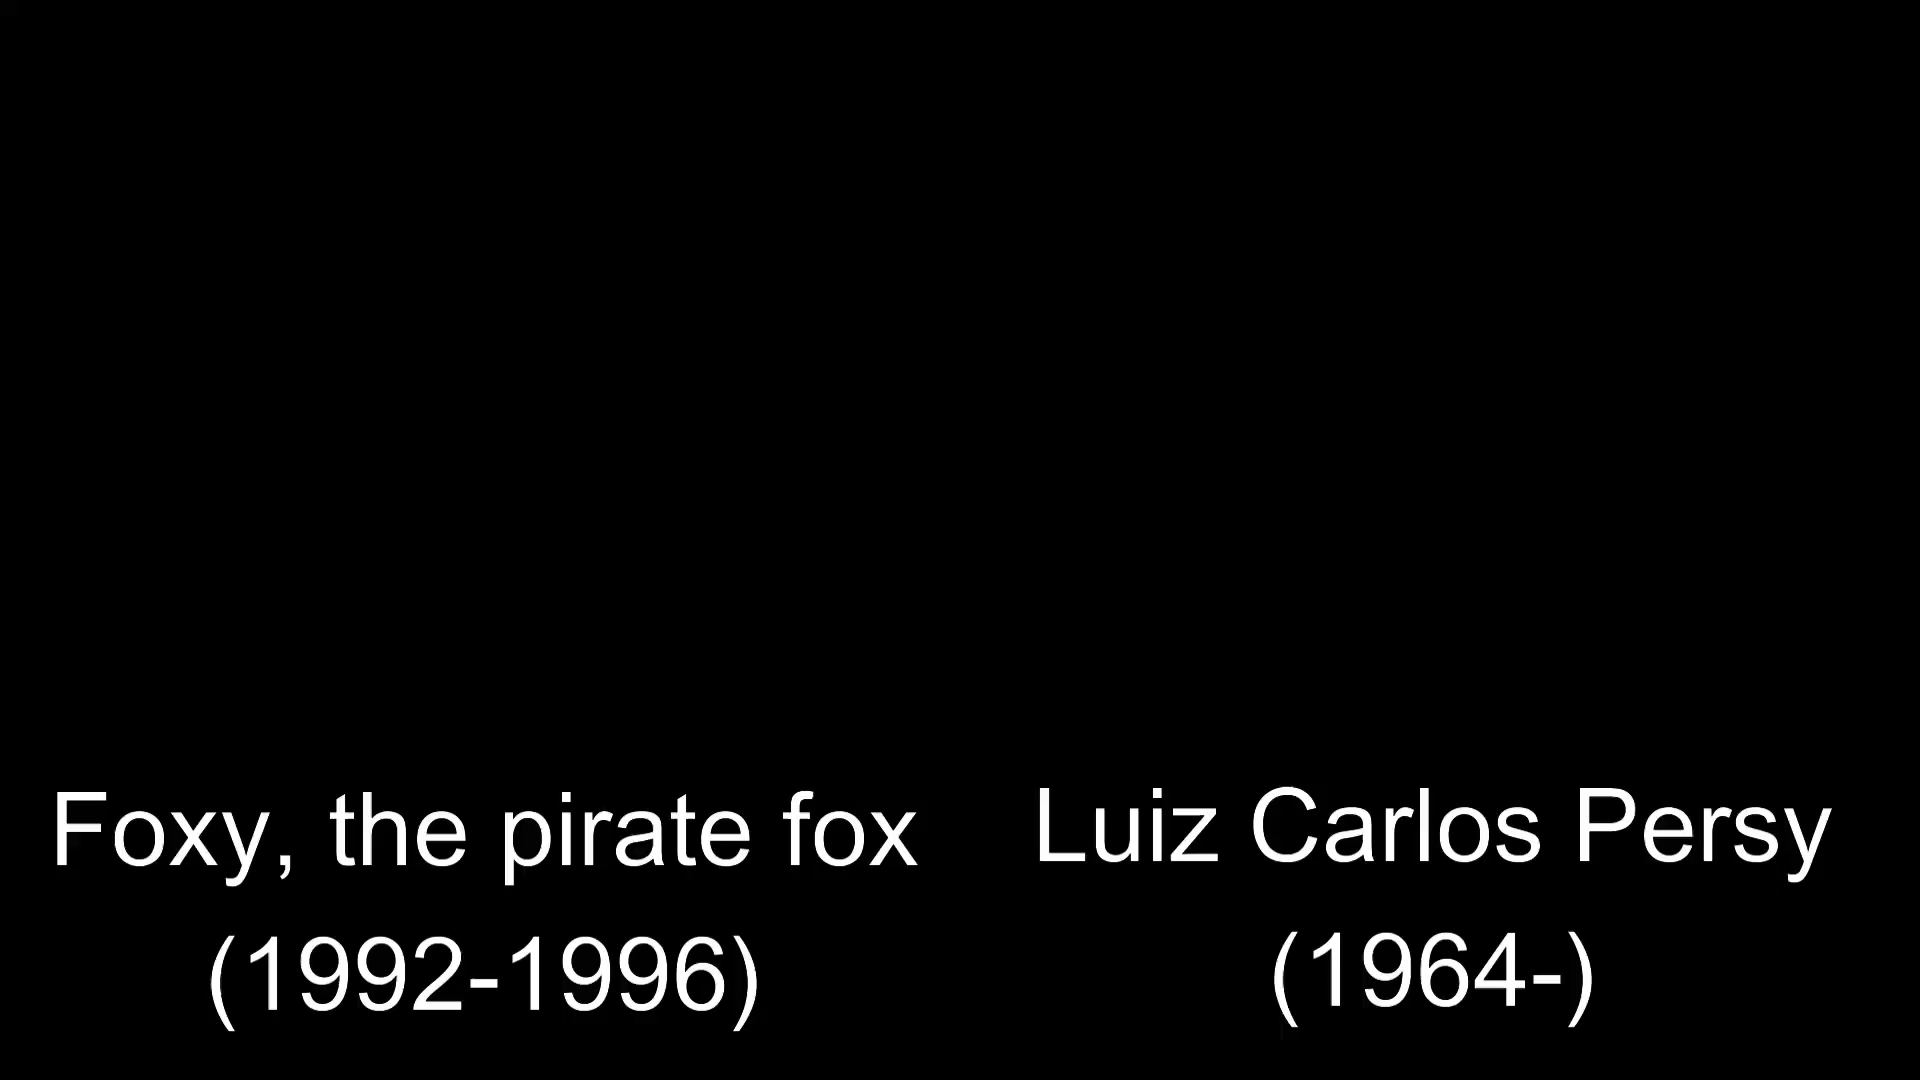 Foxy, the pirate fox
(1992-1996)
Luiz Carlos Persy
(1964-)